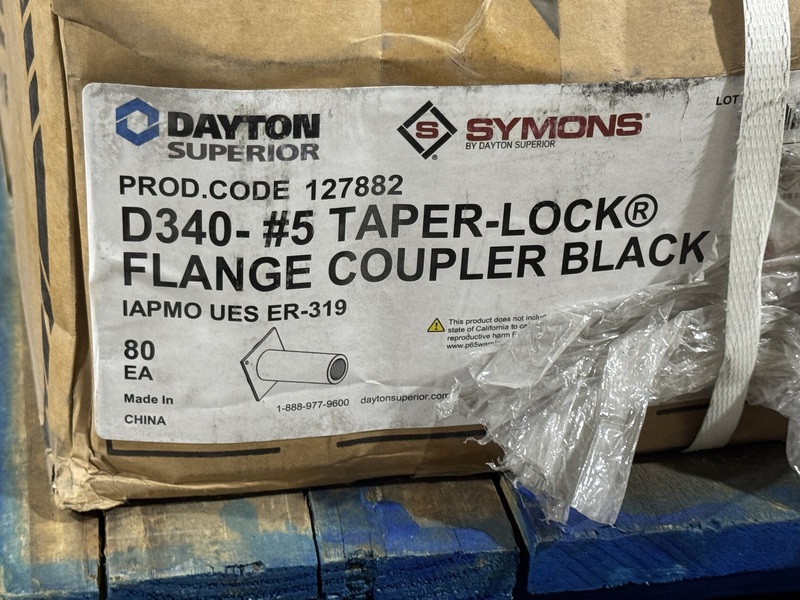 DAYTON
SUPERIOR
S
SYMONS®
BY DAYTON SUPERIOR
LOT
PROD.CODE 127882
D340- #5 TAPER-LOCK®
FLANGE COUPLER BLACK
IAPMO UES ER-319
This product does not
state of California to
reproductive harm
80
EA
Made In
CHINA
1-888-977-9600 daytonsuperior.com